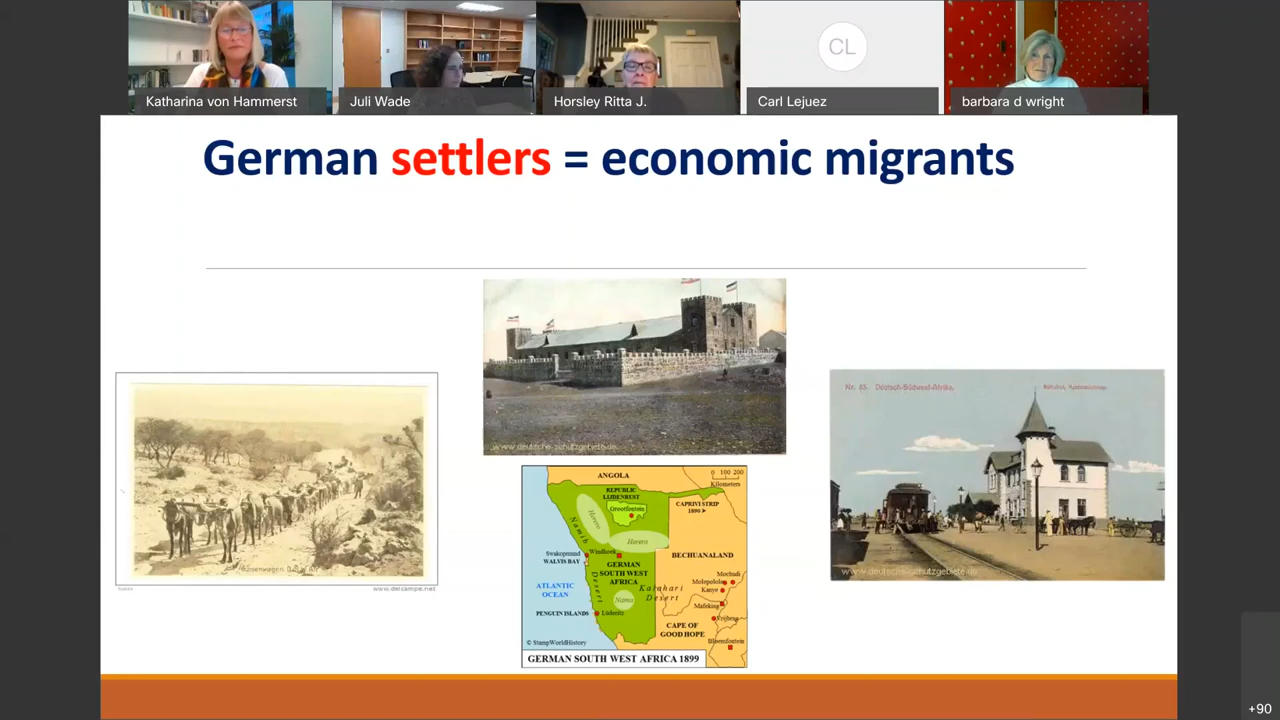 Katharina von Hammerst
Juli Wade
Horsley Ritta J.
CL
Carl Lejuez
barbara d wright
German settlers = economic migrants
www.deutsche-schutzgebiete.de
Nr. 83. Deutsch-Südwest-Afrika.
www.deutsche-schutzgebiete.de
www.delcampe.net
ANGOLA
0 100 200
Kilometers
REPUBLIC
Grootfontein
CAPRIVI STRIP
1890
Herero
Herero
Namib
Desert
Swakopmund
WALVIS BAY
Windhoek
GERMAN
SOUTH WEST
AFRICA
BECHUANALAND
ATLANTIC
OCEAN
Nama
Kalahari
Desert
Mochudi
Molepolole
Kanye
Mafeking
Vrijburg
PENGUIN ISLANDS
Lüderitz
CAPE OF
GOOD HOPE
Bloemfontein
© StampWorldHistory
GERMAN SOUTH WEST AFRICA 1899
+90